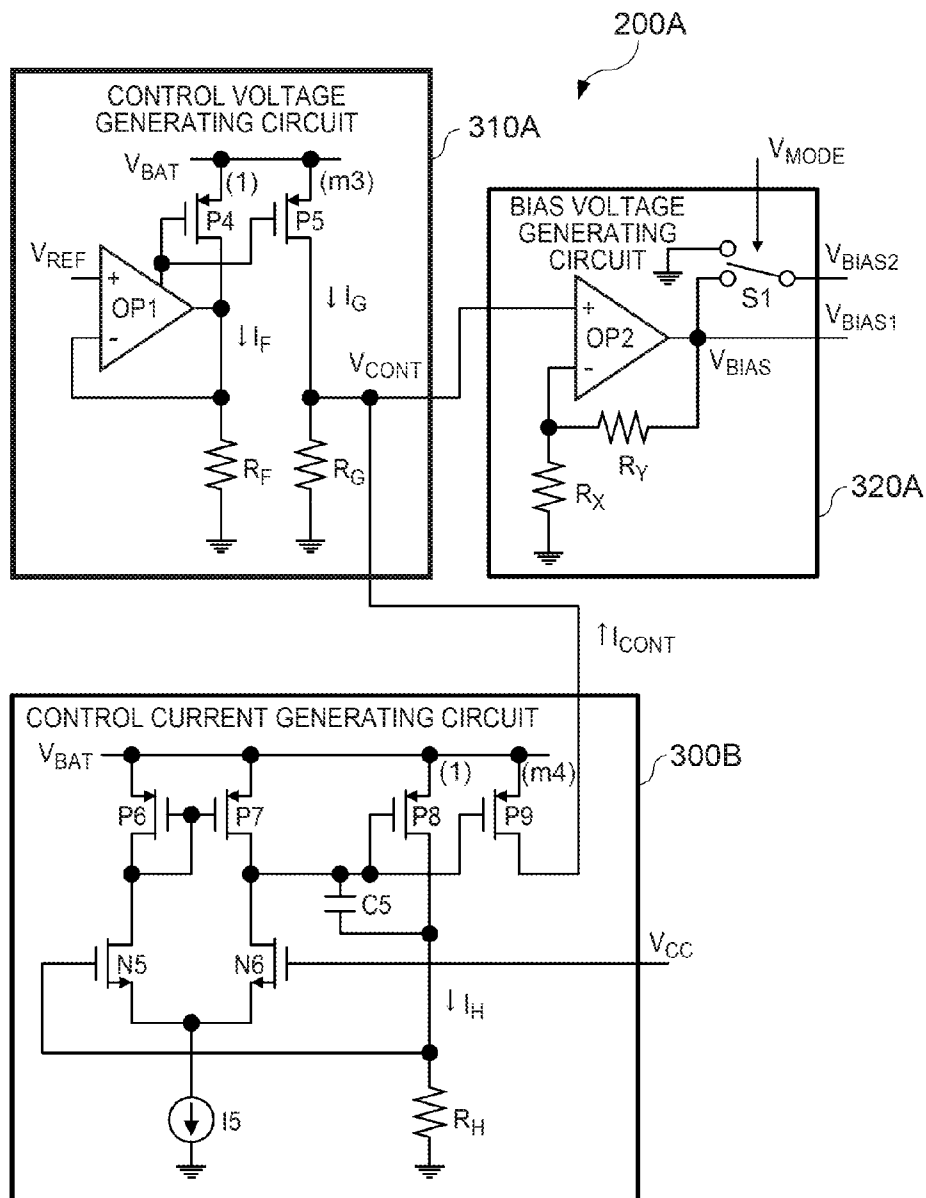 200A
CONTROL VOLTAGE
GENERATING CIRCUIT
310A
VBAT
(1)
(m3)
P4
P5
VREF
+
OP1
-
↓ IF
↓ IG
VCONT
RF
RG
VMODE
BIAS VOLTAGE
GENERATING
CIRCUIT
S1
VBIAS2
VBIAS1
+
OP2
-
VBIAS
RY
RX
320A
↑ ICONT
CONTROL CURRENT GENERATING CIRCUIT
300B
VBAT
(1)
(m4)
P6
P7
P8
P9
C5
N5
N6
VCC
↓ IH
I5
RH